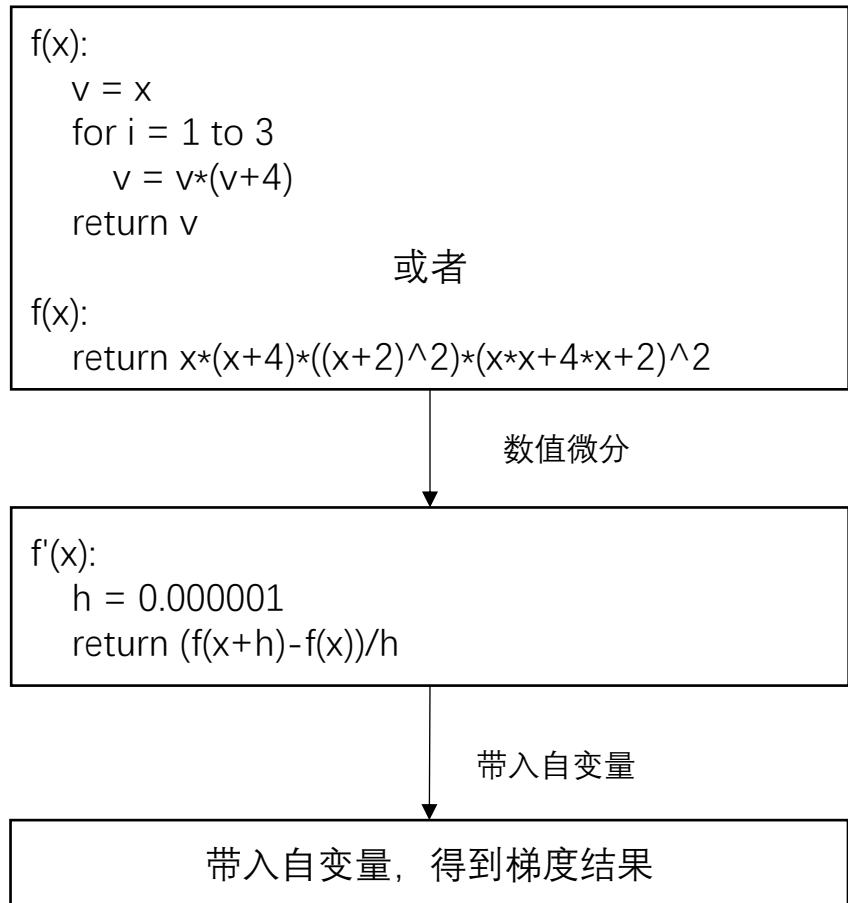 f(x):
v = x
for i = 1 to 3
v = v*(v+4)
return v
或者
f(x):
return x*(x+4)*((x+2)^2)*(x*x+4*x+2)^2
数值微分
f'(x):
h = 0.000001
return (f(x+h)-f(x))/h
带入自变量
带入自变量，得到梯度结果